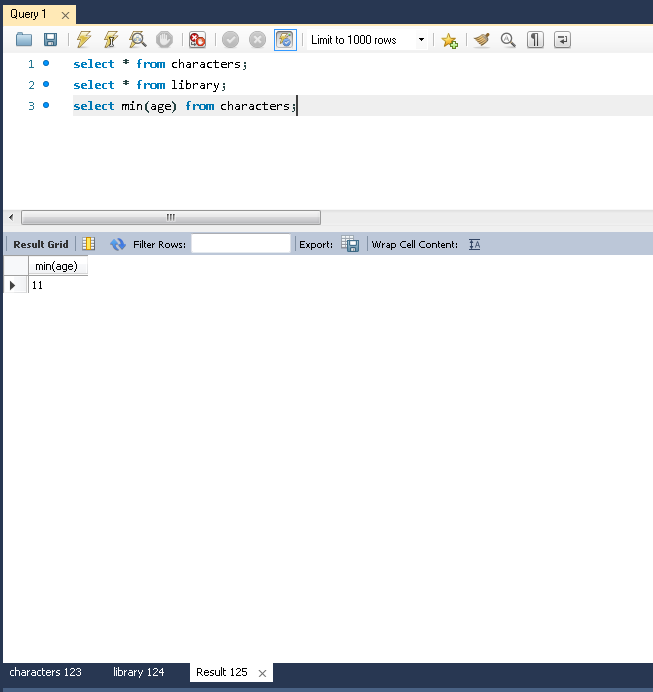 Query 1
Limit to 1000 rows
1 select * from characters;
2 select * from library;
3 select min(age) from characters;
Result Grid Filter Rows: Export: Wrap Cell Content:
min(age)
11
characters 123 library 124 Result 125